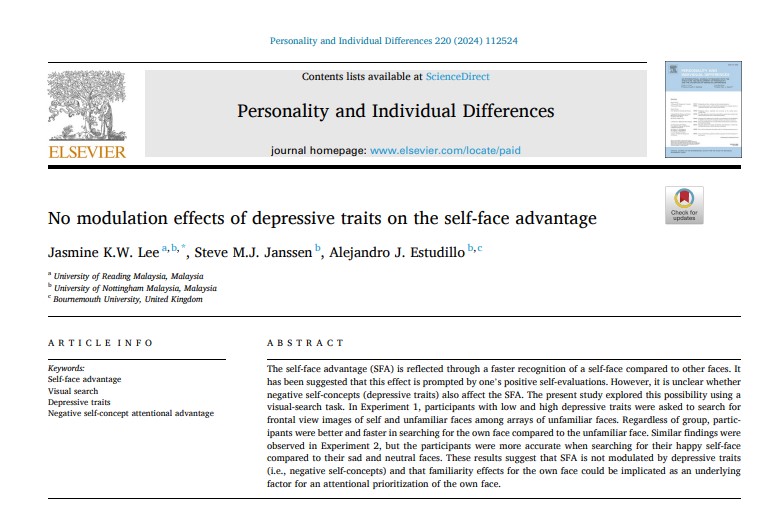 Personality and Individual Differences 220 (2024) 112524
Contents lists available at ScienceDirect
Personality and Individual Differences
journal homepage: www.elsevier.com/locate/paid
ELSEVIER
Check for
updates
No modulation effects of depressive traits on the self-face advantage
Jasmine K.W. Lee a,b,*, Steve M.J. Janssen b, Alejandro J. Estudillo b,c
a University of Reading Malaysia, Malaysia
b University of Nottingham Malaysia, Malaysia
c Bournemouth University, United Kingdom
ARTICLE INFO
Keywords:
Self-face advantage
Visual search
Depressive traits
Negative self-concept attentional advantage
ABSTRACT
The self-face advantage (SFA) is reflected through a faster recognition of a self-face compared to other faces. It
has been suggested that this effect is prompted by one's positive self-evaluations. However, it is unclear whether
negative self-concepts (depressive traits) also affect the SFA. The present study explored this possibility using a
visual-search task. In Experiment 1, participants with low and high depressive traits were asked to search for
frontal view images of self and unfamiliar faces among arrays of unfamiliar faces. Regardless of group, partic-
ipants were better and faster in searching for the own face compared to the unfamiliar face. Similar findings were
observed in Experiment 2, but the participants were more accurate when searching for their happy self-face
compared to their sad and neutral faces. These results suggest that SFA is not modulated by depressive traits
(i.e., negative self-concepts) and that familiarity effects for the own face could be implicated as an underlying
factor for an attentional prioritization of the own face.